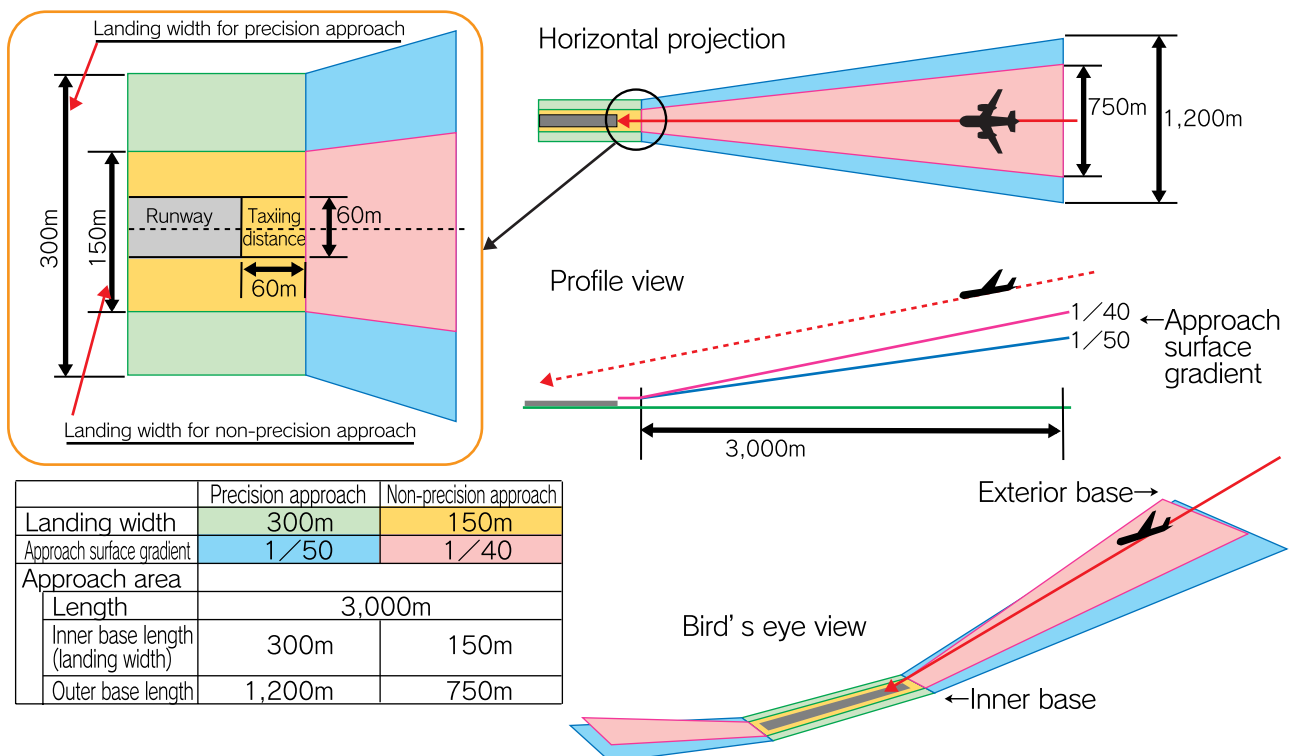 Landing width for precision approach
300m
150m
Runway
Taxiing
distance
60m
60m
Landing width for non-precision approach
Horizontal projection
750m
1,200m
Profile view
1／40
1／50
←Approach
surface
gradient
3,000m
Precision approach
Non-precision approach
Landing width
300m
150m
Approach surface gradient
1／50
1／40
Approach area
Length
3,000m
Inner base length
(landing width)
300m
150m
Outer base length
1,200m
750m
Exterior base→
Bird's eye view
←Inner base